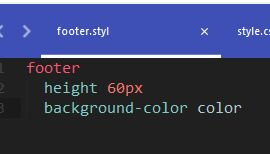 footer.styl × style.cs
1 footer
2 height 60px
3 background-color color